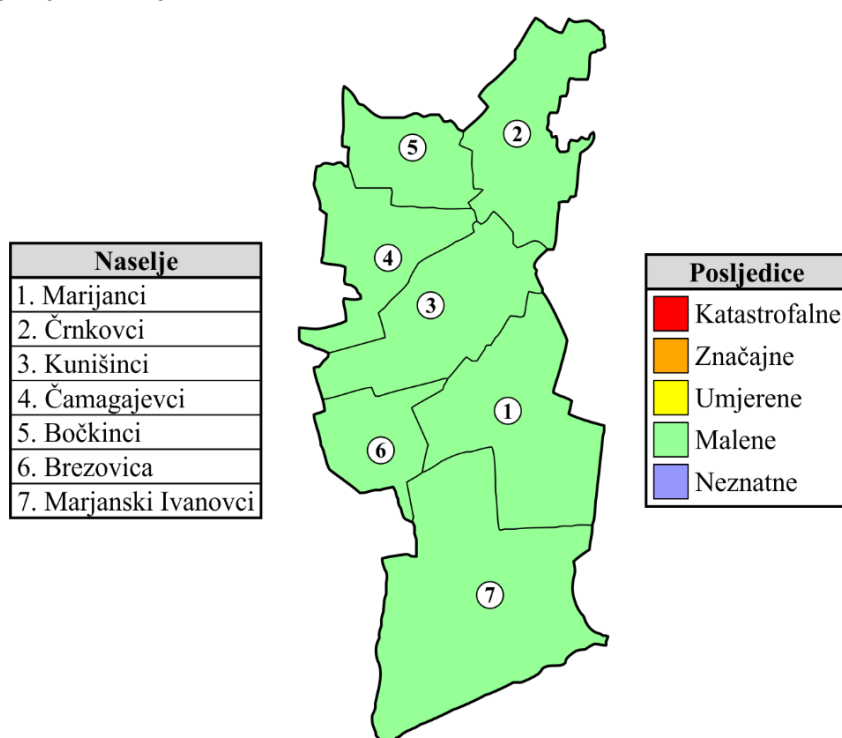 Naselje
1. Marijanci
2. Črnkovci
3. Kunišinci
4. Čamagajevci
5. Bočkinci
6. Brezovica
7. Marjanski Ivanovci
2
5
4
3
1
6
7
Posljedice
Katastrofalne
Značajne
Umjerene
Malene
Neznatne